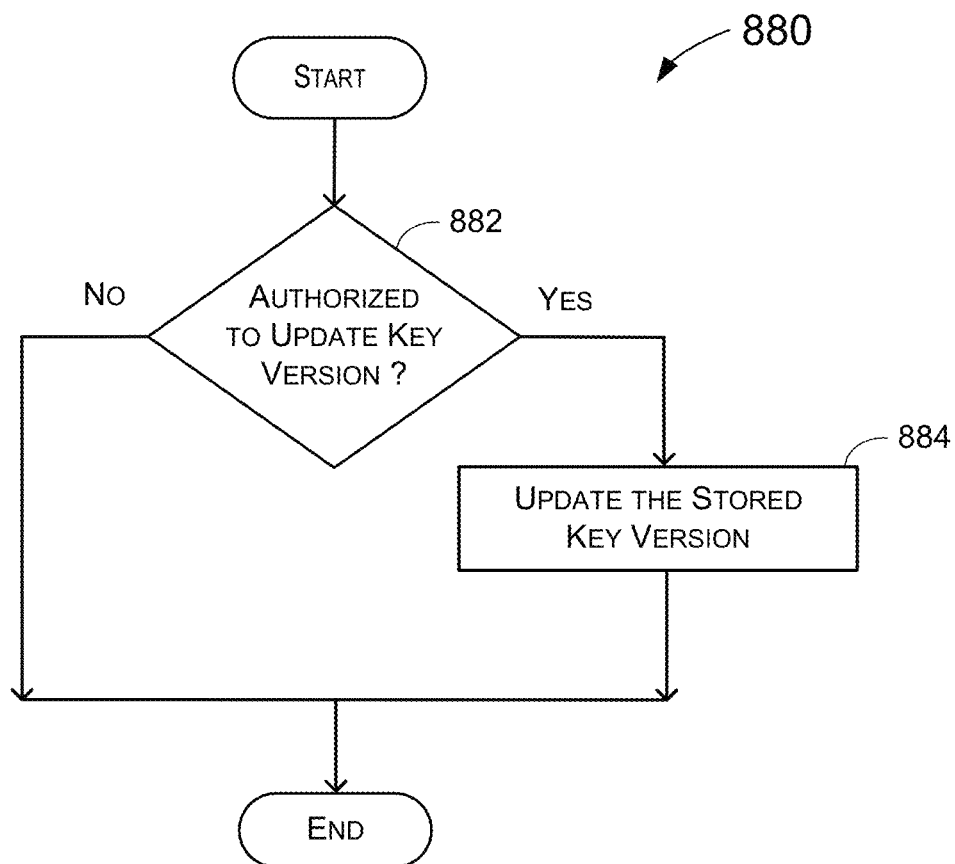 880
START
882
NO
AUTHORIZED
TO UPDATE KEY
VERSION ?
YES
884
UPDATE THE STORED
KEY VERSION
END